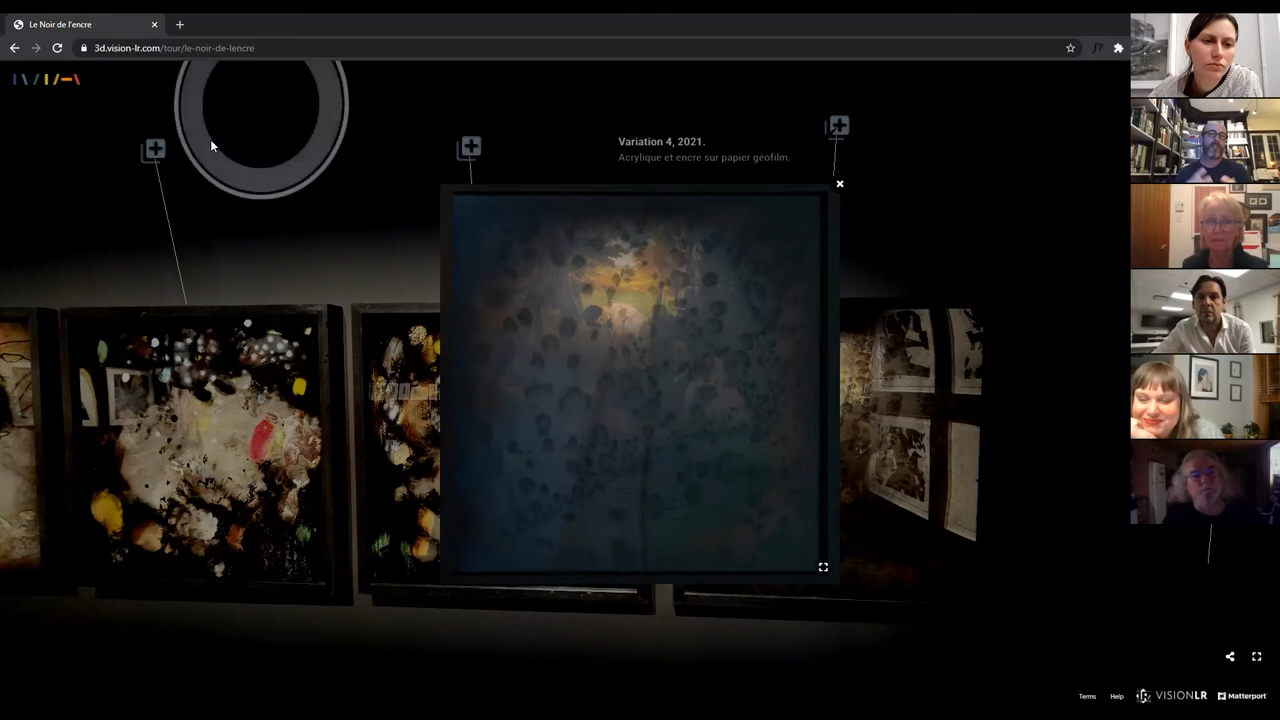 Le Noir de l'encre
3d.vision-lr.com/tour/le-noir-de-lencre
Variation 4, 2021.
Acrylique et encre sur papier géofilm.
Terms
Help
VISIONLR
Matterport